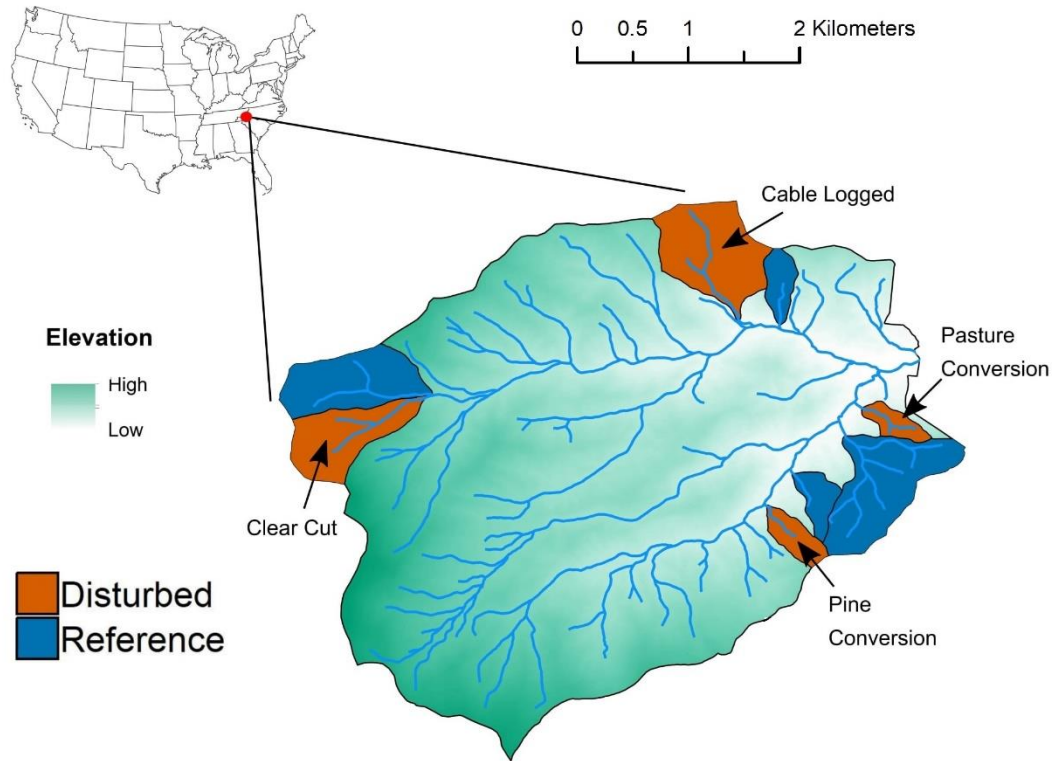 0 0.5 1 2 Kilometers
Cable Logged
Pasture
Conversion
Elevation
High
Low
Clear Cut
Pine
Conversion
Disturbed
Reference